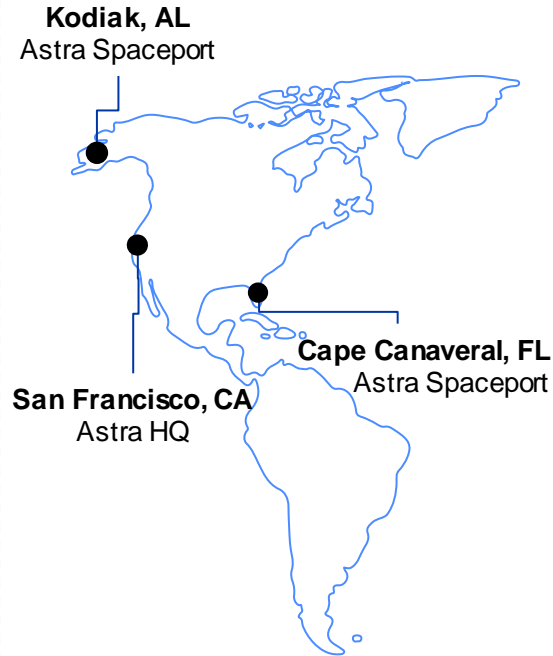 Kodiak, AL
Astra Spaceport
Cape Canaveral, FL
Astra Spaceport
San Francisco, CA
Astra HQ